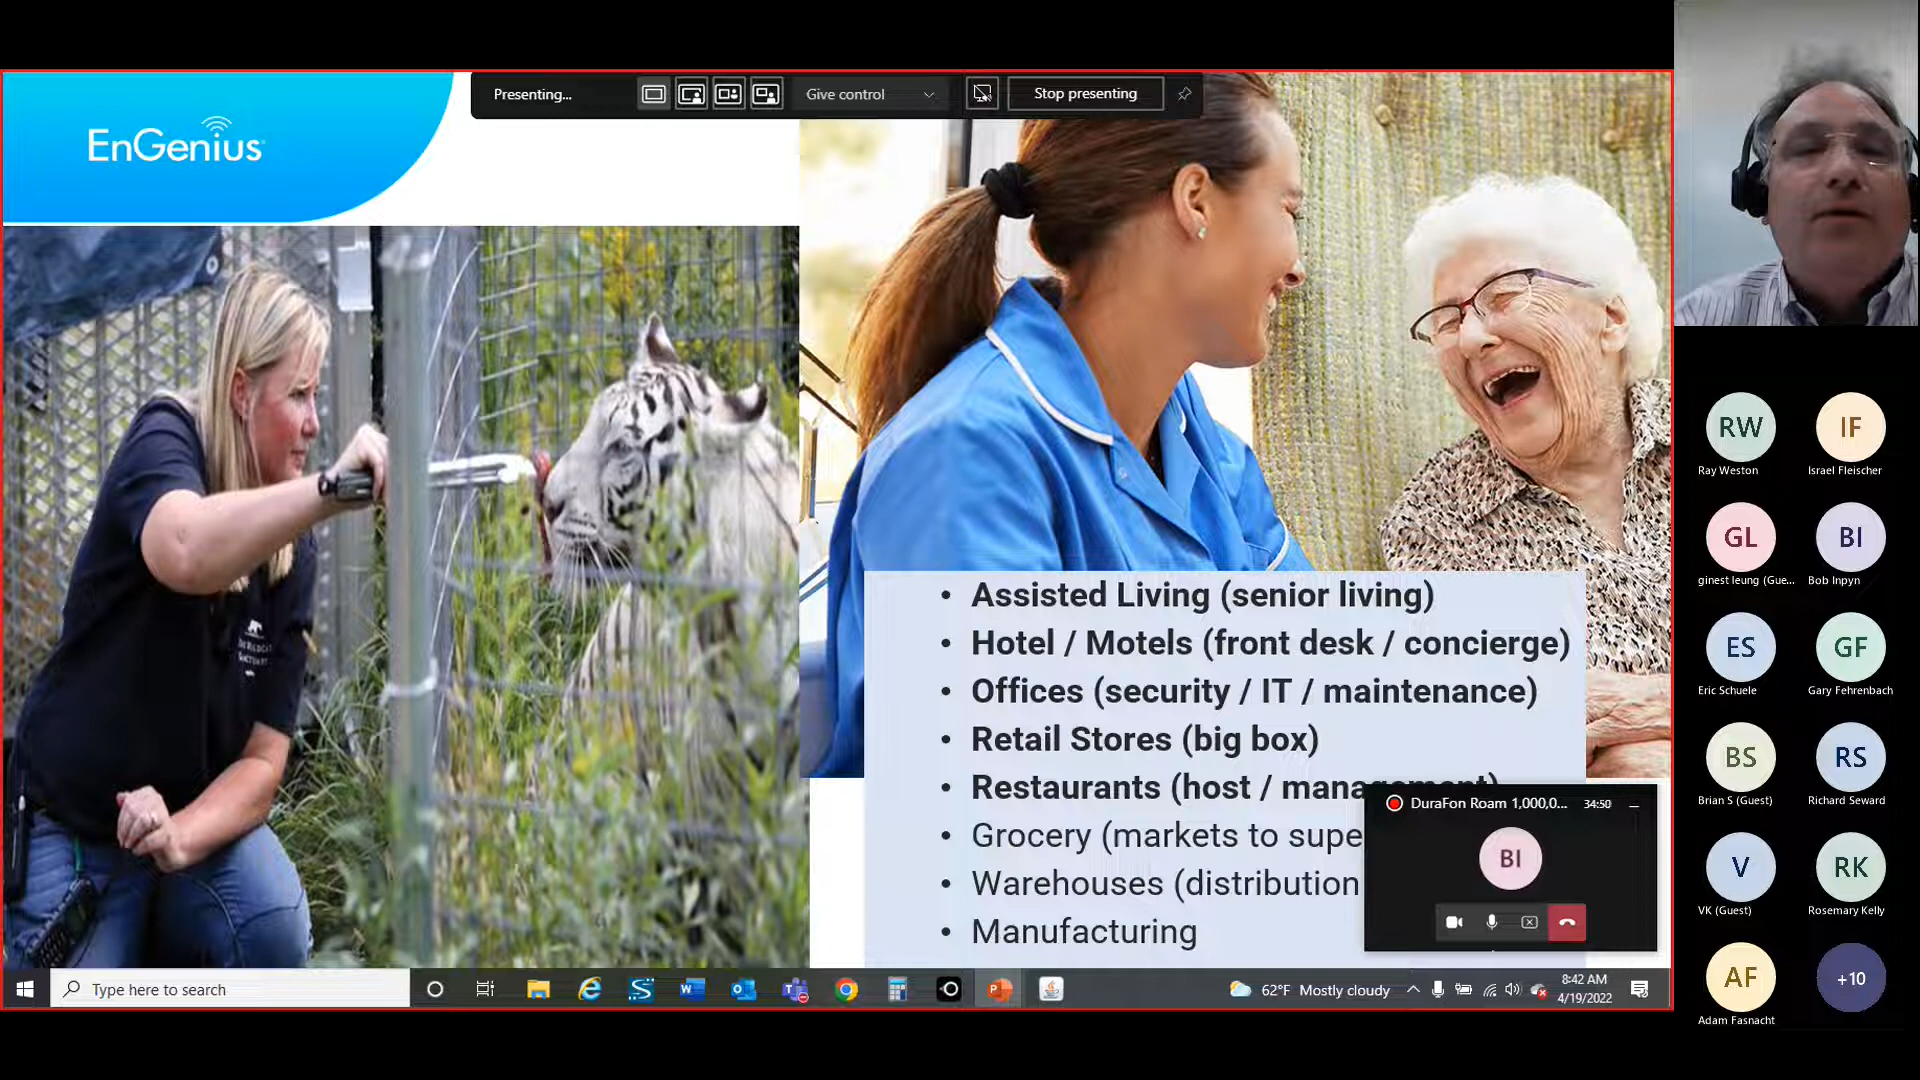 Presenting...
Give control
Stop presenting
EnGenius
• Assisted Living (senior living)
• Hotel / Motels (front desk / concierge)
• Offices (security / IT / maintenance)
• Retail Stores (big box)
• Restaurants (host / management)
• Grocery (markets to supe
• Warehouses (distribution
• Manufacturing
DuraFon Roam 1,000,0... 34:50
BI
Type here to search
62°F Mostly cloudy
8:42 AM
4/19/2022
RW IF
Ray Weston Israel Fleischer
GL BI
ginest leung (Gue... Bob Inpyn
ES GF
Eric Schuele Gary Fehrenbach
BS RS
Brian S (Guest) Richard Seward
V RK
VK (Guest) Rosemary Kelly
AF +10
Adam Fasnacht